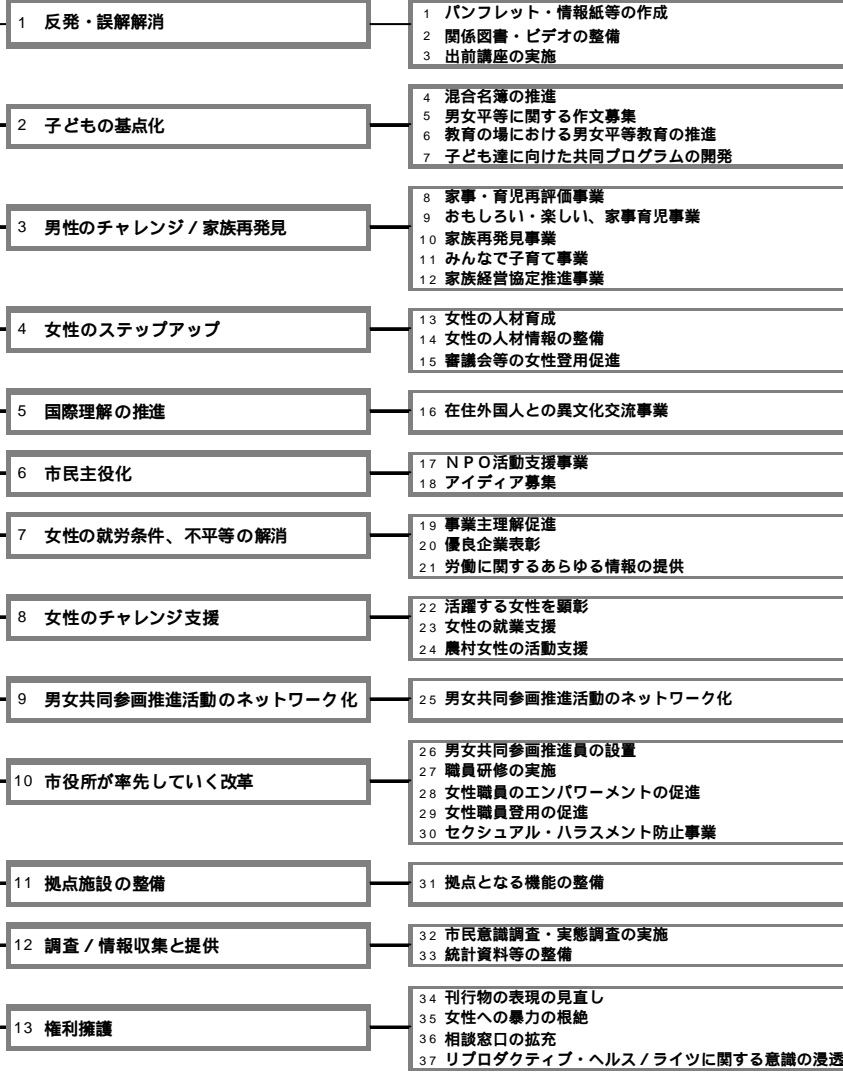 1 反発・誤解解消
1 パンフレット・情報紙等の作成
2 関係図書・ビデオの整備
3 出前講座の実施
2 子どもの基点化
4 混合名簿の推進
5 男女平等に関する作文募集
6 教育の場における男女平等教育の推進
7 子ども達に向けた共同プログラムの開発
3 男性のチャレンジ / 家族再発見
8 家事・育児再評価事業
9 おもしろい・楽しい、家事育児事業
10 家族再発見事業
11 みんなで子育て事業
12 家族経営協定推進事業
4 女性のステップアップ
13 女性の人材育成
14 女性の人材情報の整備
15 審議会等の女性登用促進
5 国際理解の推進
16 在住外国人との異文化交流事業
6 市民主役化
17 NPO活動支援事業
18 アイディア募集
7 女性の就労条件、不平等の解消
19 事業主理解促進
20 優良企業表彰
21 労働に関するあらゆる情報の提供
8 女性のチャレンジ支援
22 活躍する女性を顕彰
23 女性の就業支援
24 農村女性の活動支援
9 男女共同参画推進活動のネットワーク化
25 男女共同参画推進活動のネットワーク化
10 市役所が率先していく改革
26 男女共同参画推進員の設置
27 職員研修の実施
28 女性職員のエンパワーメントの促進
29 女性職員登用の促進
30 セクシュアル・ハラスメント防止事業
11 拠点施設の整備
31 拠点となる機能の整備
12 調査 / 情報収集と提供
32 市民意識調査・実態調査の実施
33 統計資料等の整備
13 権利擁護
34 刊行物の表現の見直し
35 女性への暴力の根絶
36 相談窓口の拡充
37 リプロダクティブ・ヘルス / ライツに関する意識の浸透